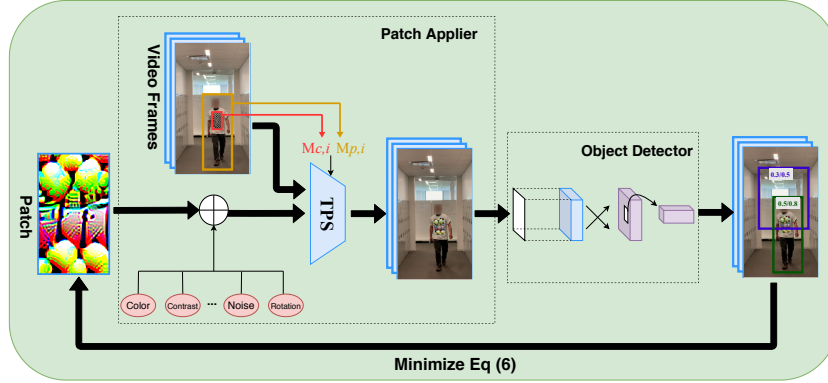 Patch Applier
Video Frames
Mc,i Mp,i
Object Detector
0.3/0.5
0.5/0.8
Patch
TPS
Color
Contrast
...
Noise
Rotation
Minimize Eq (6)